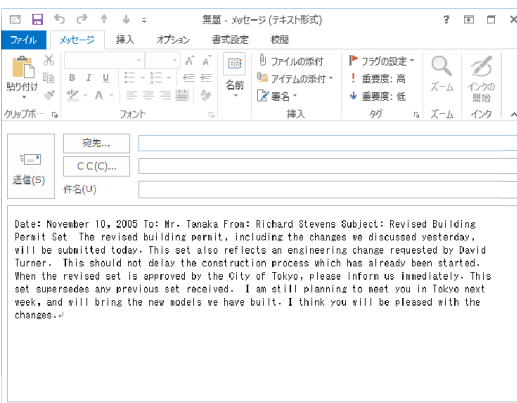 無題 - メッセージ (テキスト形式)
ファイル メッセージ 挿入 オプション 書式設定 校閲
貼り付け
B I U A A A
名前
ファイルの添付
アイテムの添付
署名
フラグの設定
重要度: 高
重要度: 低
ズーム
インクの
開始
クリップボー... フォント 挿入 タグ ズーム インク
送信(S)
宛先...
C C(C)...
件名(U)
Date: November 10, 2005 To: Mr. Tanaka From: Richard Stevens Subject: Revised Building
Permit Set The revised building permit, including the changes we discussed yesterday,
will be submitted today. This set also reflects an engineering change requested by David
Turner. This should not delay the construction process which has already been started.
When the revised set is approved by the City of Tokyo, please inform us immediately. This
set supersedes any previous set received. I am still planning to meet you in Tokyo next
week, and will bring the new models we have built. I think you will be pleased with the
changes.